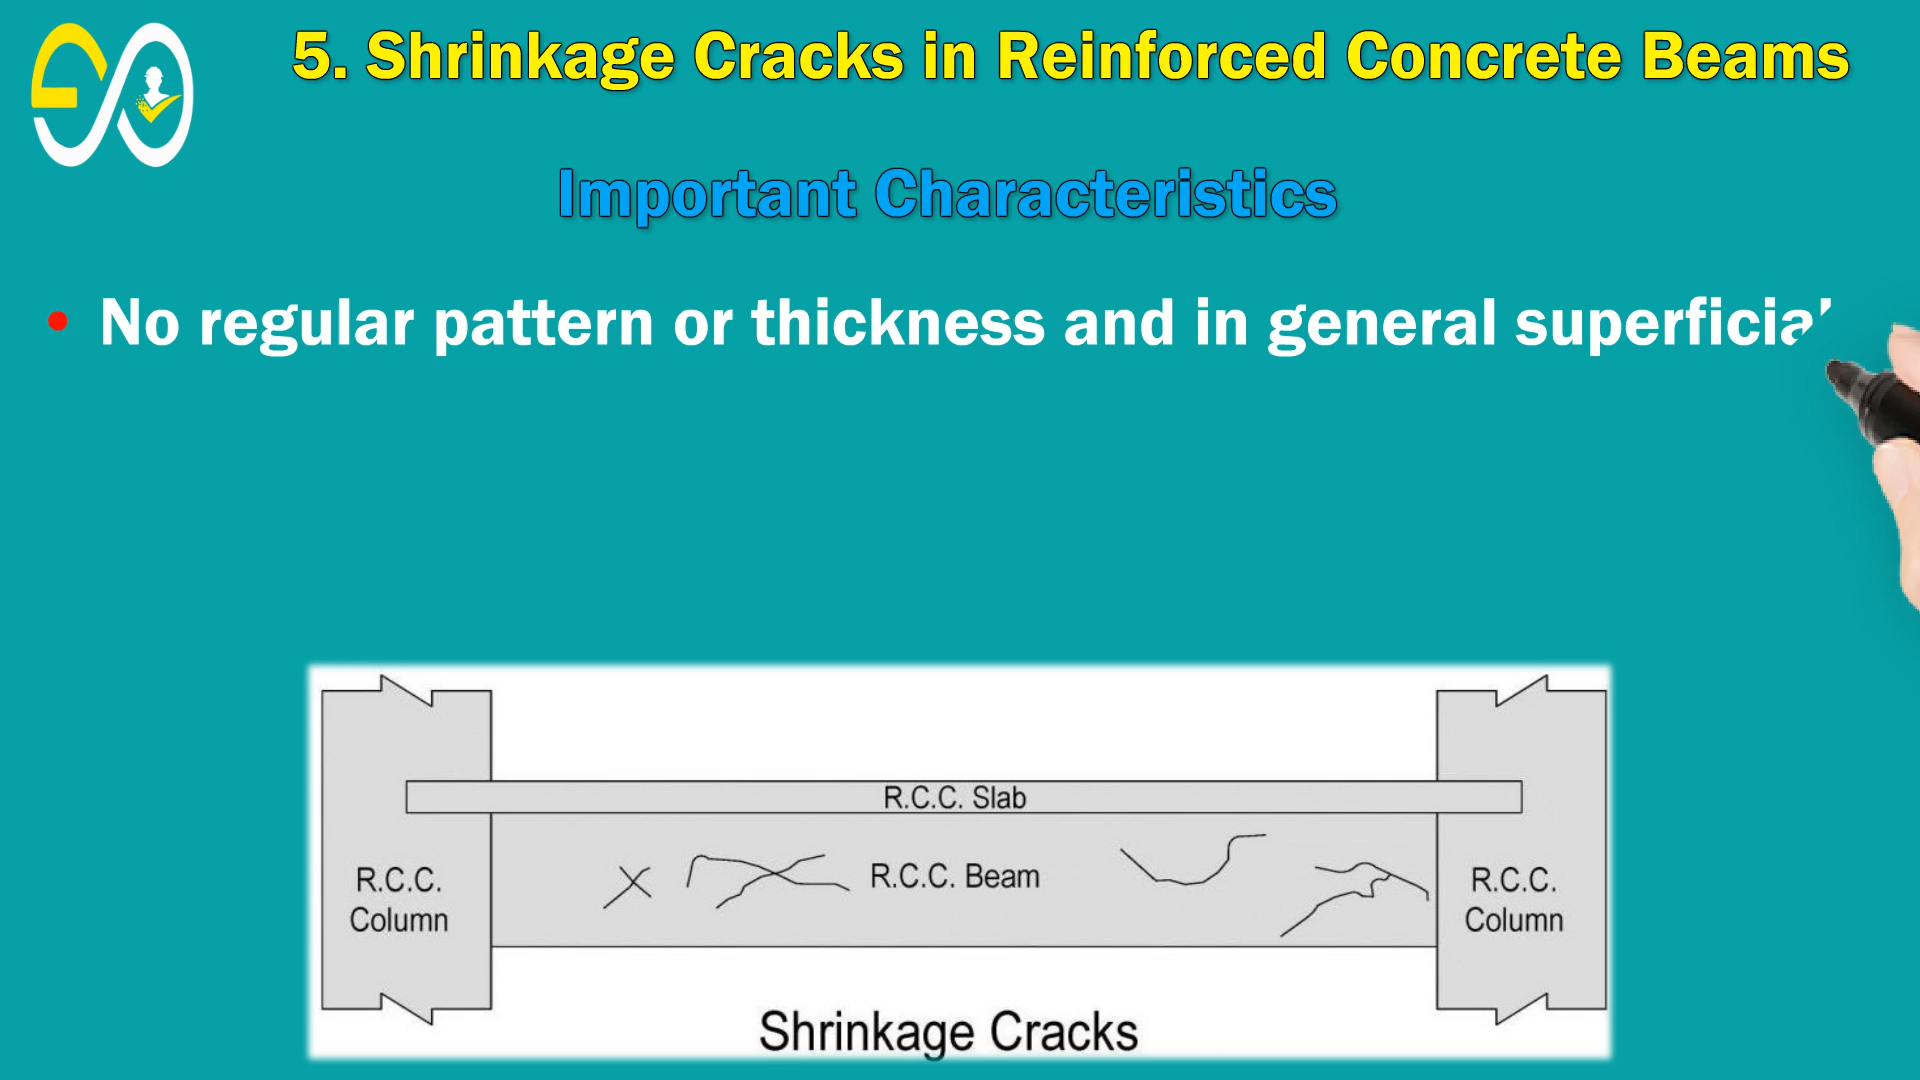 5. Shrinkage Cracks in Reinforced Concrete Beams
Important Characteristics
• No regular pattern or thickness and in general superficial
R.C.C. Slab
R.C.C. Beam
R.C.C.
Column
R.C.C.
Column
Shrinkage Cracks